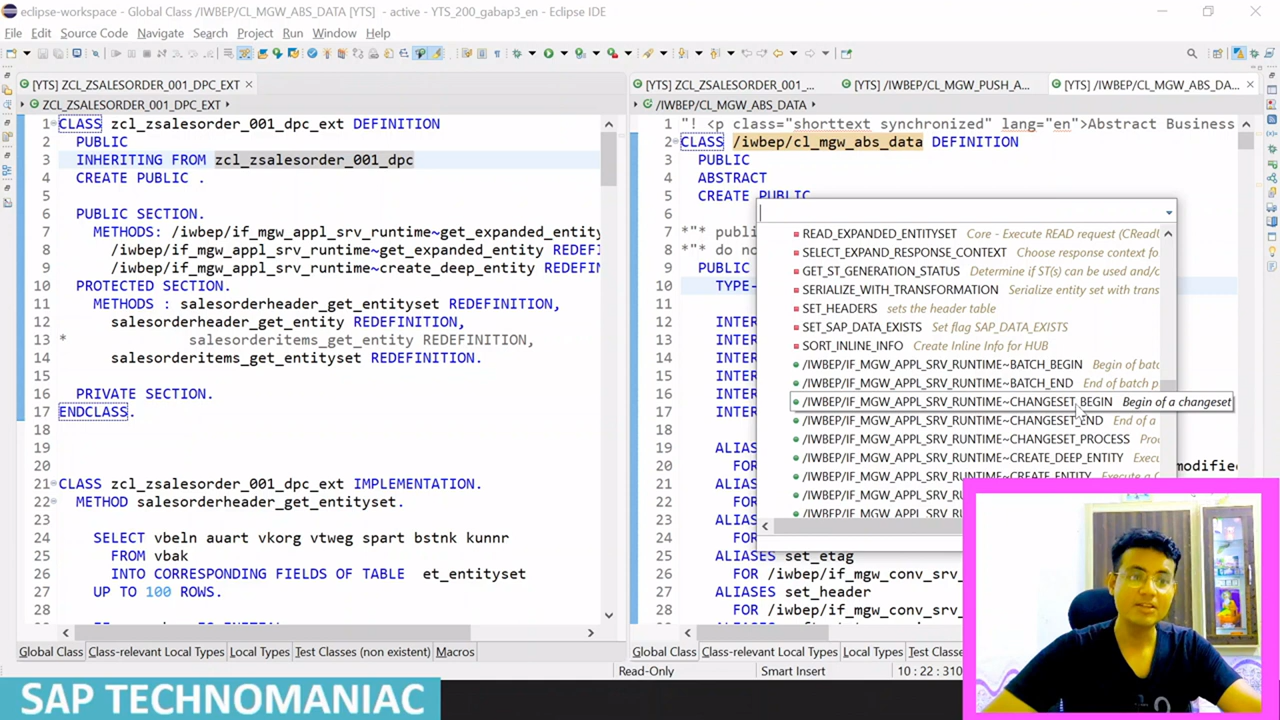 eclipse-workspace - Global Class /IWBEP/CL_MGW_ABS_DATA [YTS] - active - YTS_200_gabap3_en - Eclipse IDE
File Edit Source Code Navigate Search Project Run Window Help
[YTS] ZCL_ZSALESORDER_001_DPC_EXT
ZCL_ZSALESORDER_001_DPC_EXT
1 CLASS zcl_zsalesorder_001_dpc_ext DEFINITION
2 PUBLIC
3 INHERITING FROM zcl_zsalesorder_001_dpc
4 CREATE PUBLIC .
5
6 PUBLIC SECTION.
7 METHODS: /iwbep/if_mgw_appl_srv_runtime~get_expanded_entity
8 /iwbep/if_mgw_appl_srv_runtime~get_expanded_entity REDEFI
9 /iwbep/if_mgw_appl_srv_runtime~create_deep_entity REDEFIN
10 PROTECTED SECTION.
11 METHODS : salesorderheader_get_entityset REDEFINITION,
12 salesorderheader_get_entity REDEFINITION,
13 * salesorderitems_get_entity REDEFINITION,
14 salesorderitems_get_entityset REDEFINITION.
15
16 PRIVATE SECTION.
17 ENDCLASS.
18
19
20
21 CLASS zcl_zsalesorder_001_dpc_ext IMPLEMENTATION.
22 METHOD salesorderheader_get_entityset.
23
24 SELECT vbeln auart vkorg vtweg spart bstnk kunnr
25 FROM vbak
26 INTO CORRESPONDING FIELDS OF TABLE et_entityset
27 UP TO 100 ROWS.
28
Global Class Class-relevant Local Types Local Types Test Classes (non existent) Macros
[YTS] ZCL_ZSALESORDER_001_... [YTS] /IWBEP/CL_MGW_PUSH_A... [YTS] /IWBEP/CL_MGW_ABS_DA...
/IWBEP/CL_MGW_ABS_DATA
1 "! <p class="shorttext synchronized" lang="en">Abstract Business
2 CLASS /iwbep/cl_mgw_abs_data DEFINITION
3 PUBLIC
4 ABSTRACT
5 CREATE PUBLIC
6
7 *"* publi
8 *"* do no
9 PUBLIC
10 TYPE-
11
12 INTER
13 INTER
14 INTER
15 INTER
16 INTER
17 INTER
18
19 ALIAS
20 FOR
modified
21 ALIAS
22 FOR
23 ALIAS
24 FOR
25 ALIASES set_etag
26 FOR /iwbep/if_mgw_conv_srv_
27 ALIASES set_header
28 FOR /iwbep/if_mgw_conv_srv_
READ_EXPANDED_ENTITYSET Core - Execute READ request (CReadU
SELECT_EXPAND_RESPONSE_CONTEXT Choose response context fo
GET_ST_GENERATION_STATUS Determine if ST(s) can be used and/c
SERIALIZE_WITH_TRANSFORMATION Serialize entity set with trans
SET_HEADERS sets the header table
SET_SAP_DATA_EXISTS Set flag SAP_DATA_EXISTS
SORT_INLINE_INFO Create Inline Info for HUB
/IWBEP/IF_MGW_APPL_SRV_RUNTIME~BATCH_BEGIN Begin of batc
/IWBEP/IF_MGW_APPL_SRV_RUNTIME~BATCH_END End of batch p
/IWBEP/IF_MGW_APPL_SRV_RUNTIME~CHANGESET_BEGIN Begin of a changeset
/IWBEP/IF_MGW_APPL_SRV_RUNTIME~CHANGESET_END End of a
/IWBEP/IF_MGW_APPL_SRV_RUNTIME~CHANGESET_PROCESS Proc
/IWBEP/IF_MGW_APPL_SRV_RUNTIME~CREATE_DEEP_ENTITY Execu
/IWBEP/IF_MGW_APPL_SRV_RUNTIME~CREATE_ENTITY Execute a C
/IWBEP/IF_MGW_APPL_SRV_RU
/IWBEP/IF_MGW_APPL_SRV_RU
Global Class Class-relevant Local Types Local Types Test Classe
Read-Only Smart Insert 10 : 22 : 310
SAP TECHNOMANIAC